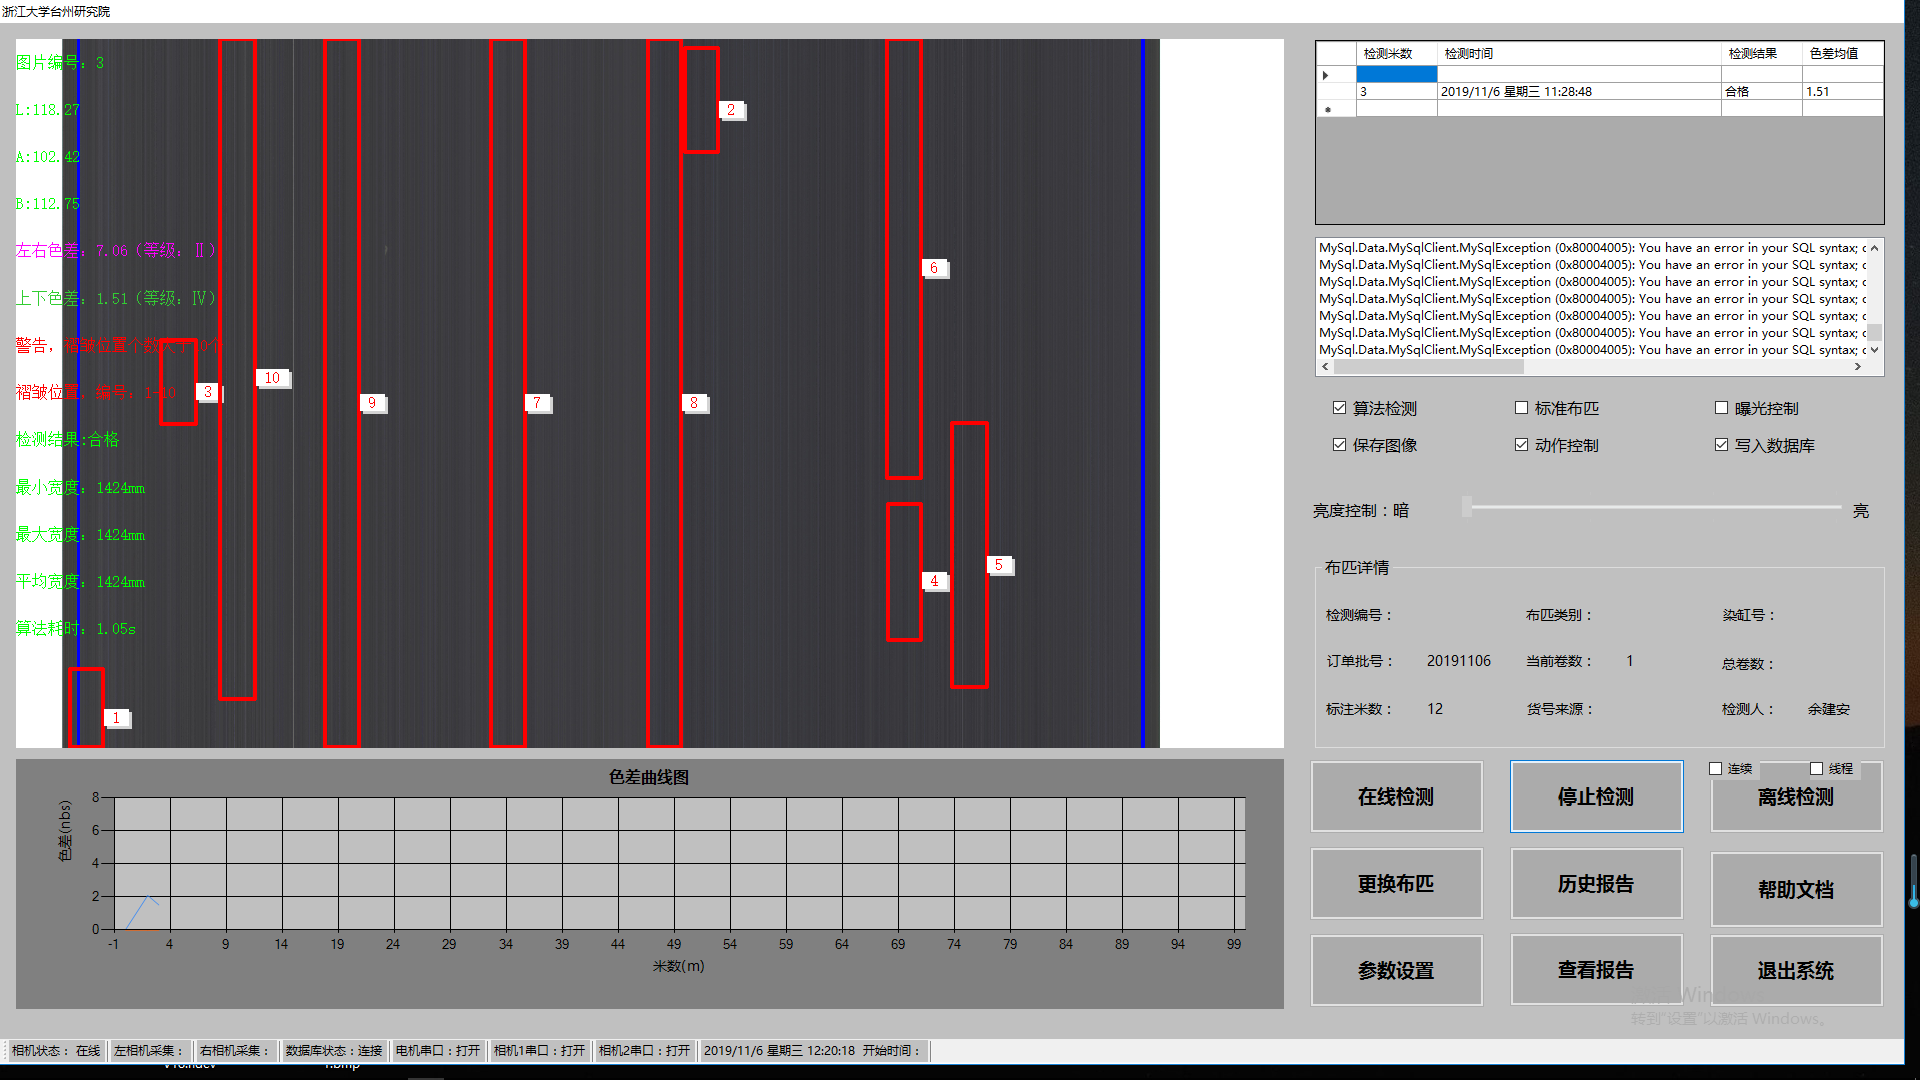 浙江大学台州研究院
图片编号：3
L:118.27
A:102.42
B:112.75
左右色差：7.06（等级：Ⅱ）
上下色差：1.51（等级：Ⅳ）
警告，褶皱位置个数大于10个
褶皱位置，编号：1-10
检测结果:合格
最小宽度：1424mm
最大宽度：1424mm
平均宽度：1424mm
算法耗时：1.05s
1
2
3
4
5
6
7
8
9
10
检测米数 检测时间 检测结果 色差均值
3 2019/11/6 星期三 11:28:48 合格 1.51
MySql.Data.MySqlClient.MySqlException (0x80004005): You have an error in your SQL syntax; c
MySql.Data.MySqlClient.MySqlException (0x80004005): You have an error in your SQL syntax; c
MySql.Data.MySqlClient.MySqlException (0x80004005): You have an error in your SQL syntax; c
MySql.Data.MySqlClient.MySqlException (0x80004005): You have an error in your SQL syntax; c
MySql.Data.MySqlClient.MySqlException (0x80004005): You have an error in your SQL syntax; c
MySql.Data.MySqlClient.MySqlException (0x80004005): You have an error in your SQL syntax; c
MySql.Data.MySqlClient.MySqlException (0x80004005): You have an error in your SQL syntax; c
算法检测 标准布匹 曝光控制
保存图像 动作控制 写入数据库
亮度控制：暗 亮
布匹详情
检测编号： 布匹类别： 染缸号：
订单批号： 20191106 当前卷数： 1 总卷数：
标注米数： 12 货号来源： 检测人： 余建安
连续 线程
在线检测 停止检测 离线检测
更换布匹 历史报告 帮助文档
参数设置 查看报告 退出系统
转到"设置"以激活 Windows。
色差曲线图
色差(nbs)
8
6
4
2
0
-1 4 9 14 19 24 29 34 39 44 49 54 59 64 69 74 79 84 89 94 99
米数(m)
相机状态： 在线 左相机采集： 右相机采集： 数据库状态：连接 电机串口：打开 相机1串口：打开 相机2串口：打开 2019/11/6 星期三 12:20:18 开始时间：